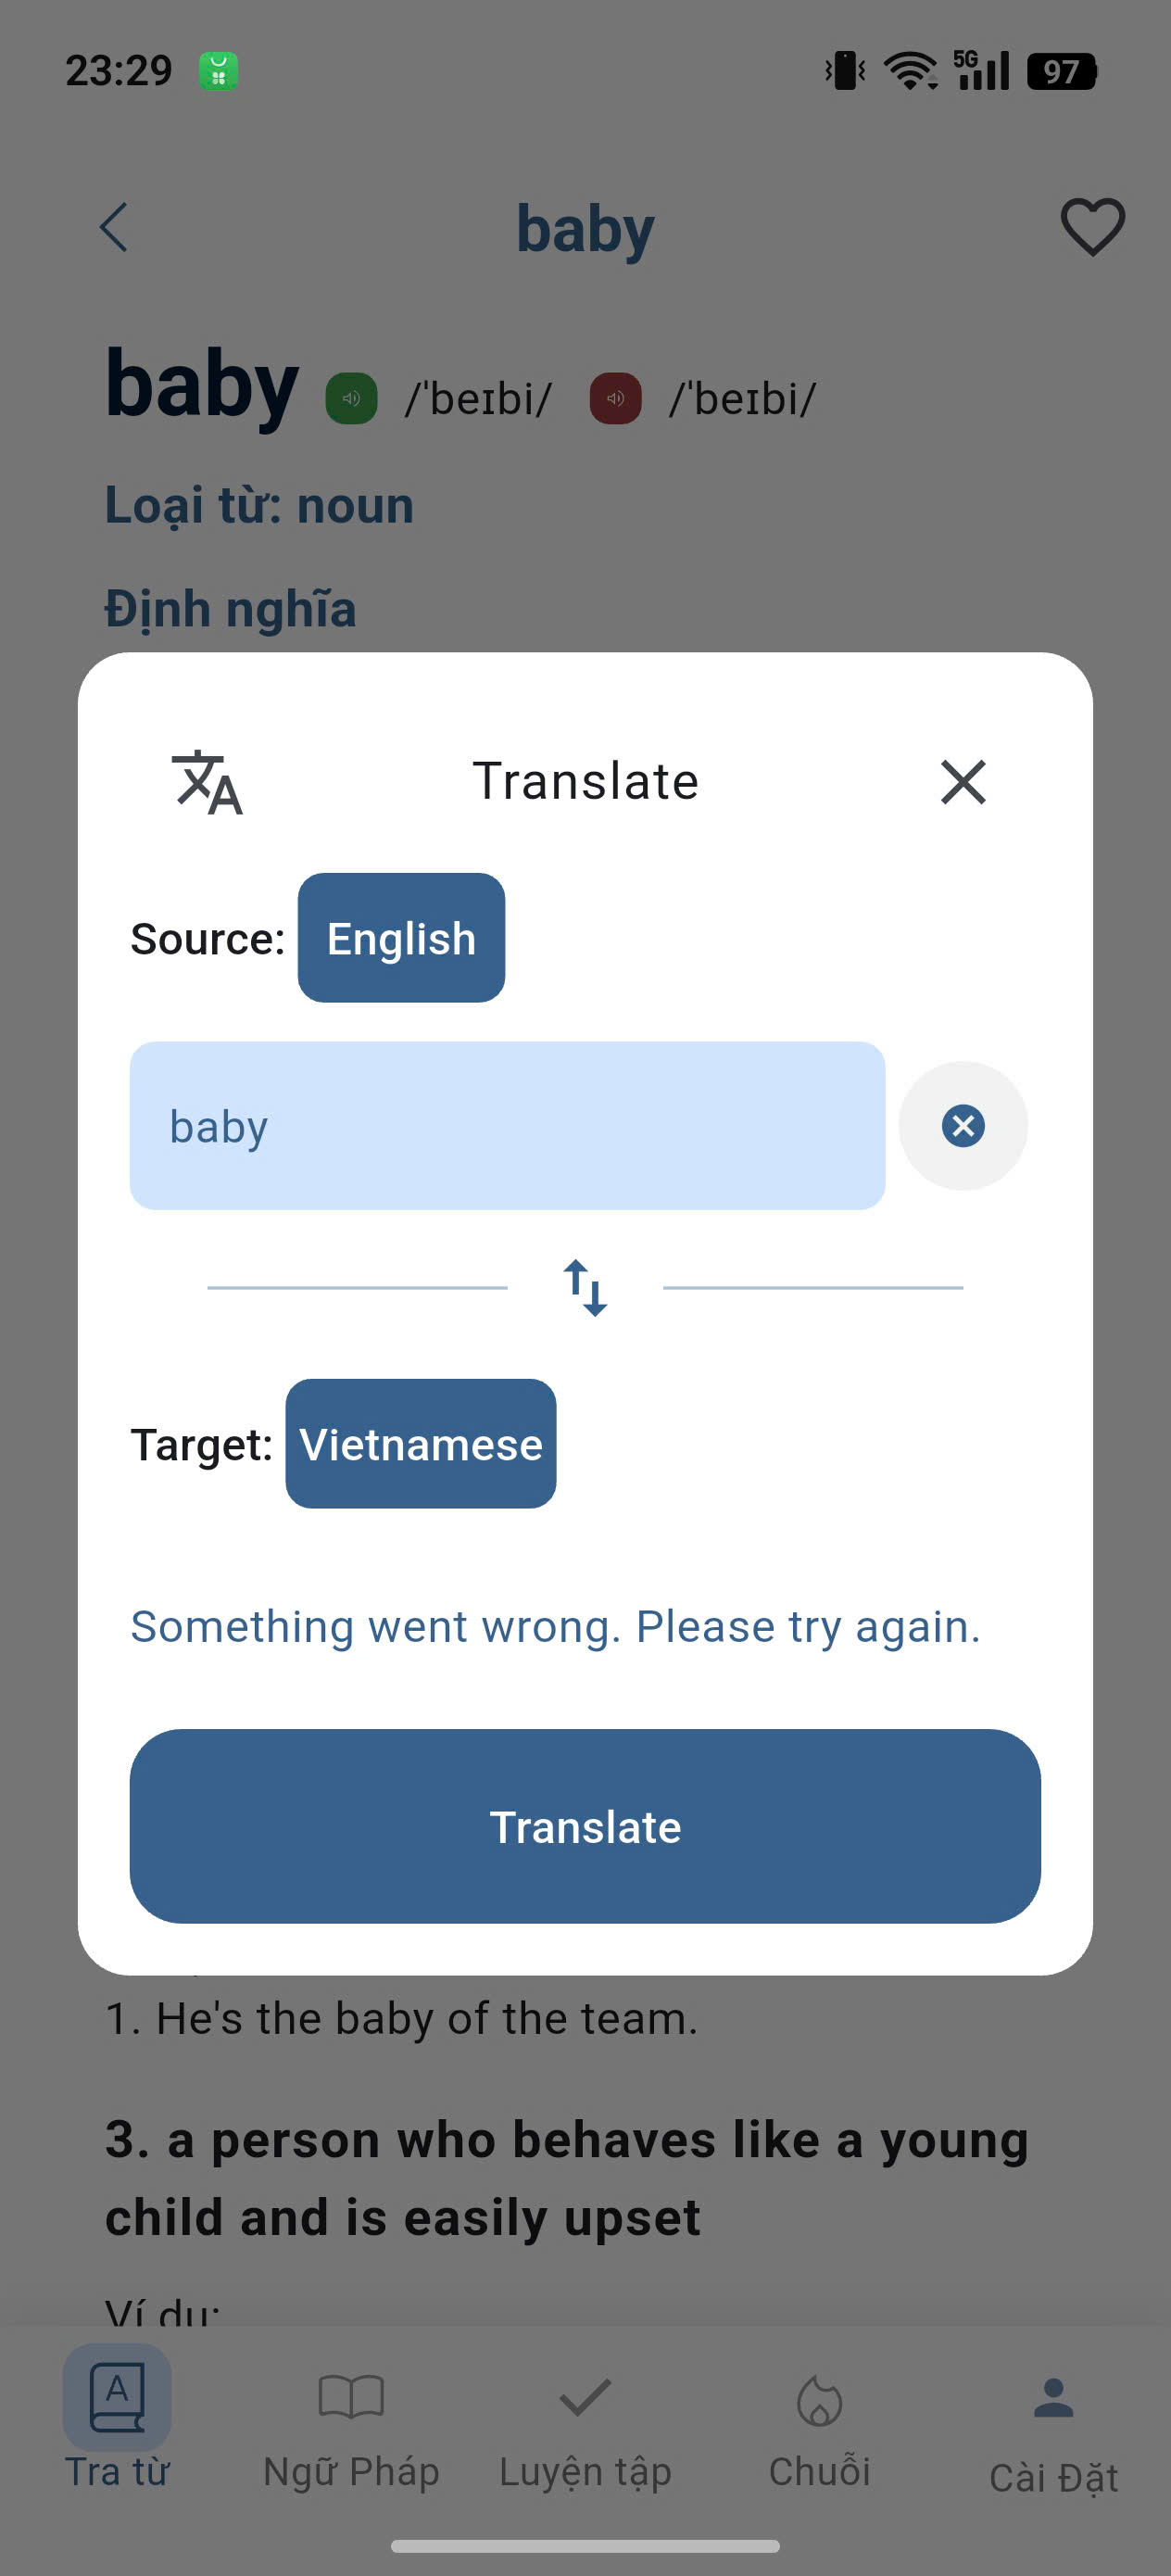 23:29
5G
97
baby
baby /ˈbeɪbi/ /ˈbeɪbi/
Loại từ: noun
Định nghĩa
Translate
Source: English
baby
Target: Vietnamese
Something went wrong. Please try again.
Translate
1. He's the baby of the team.
3. a person who behaves like a young
child and is easily upset
Ví dụ:
A
Tra từ
Ngữ Pháp
Luyện tập
Chuỗi
Cài Đặt